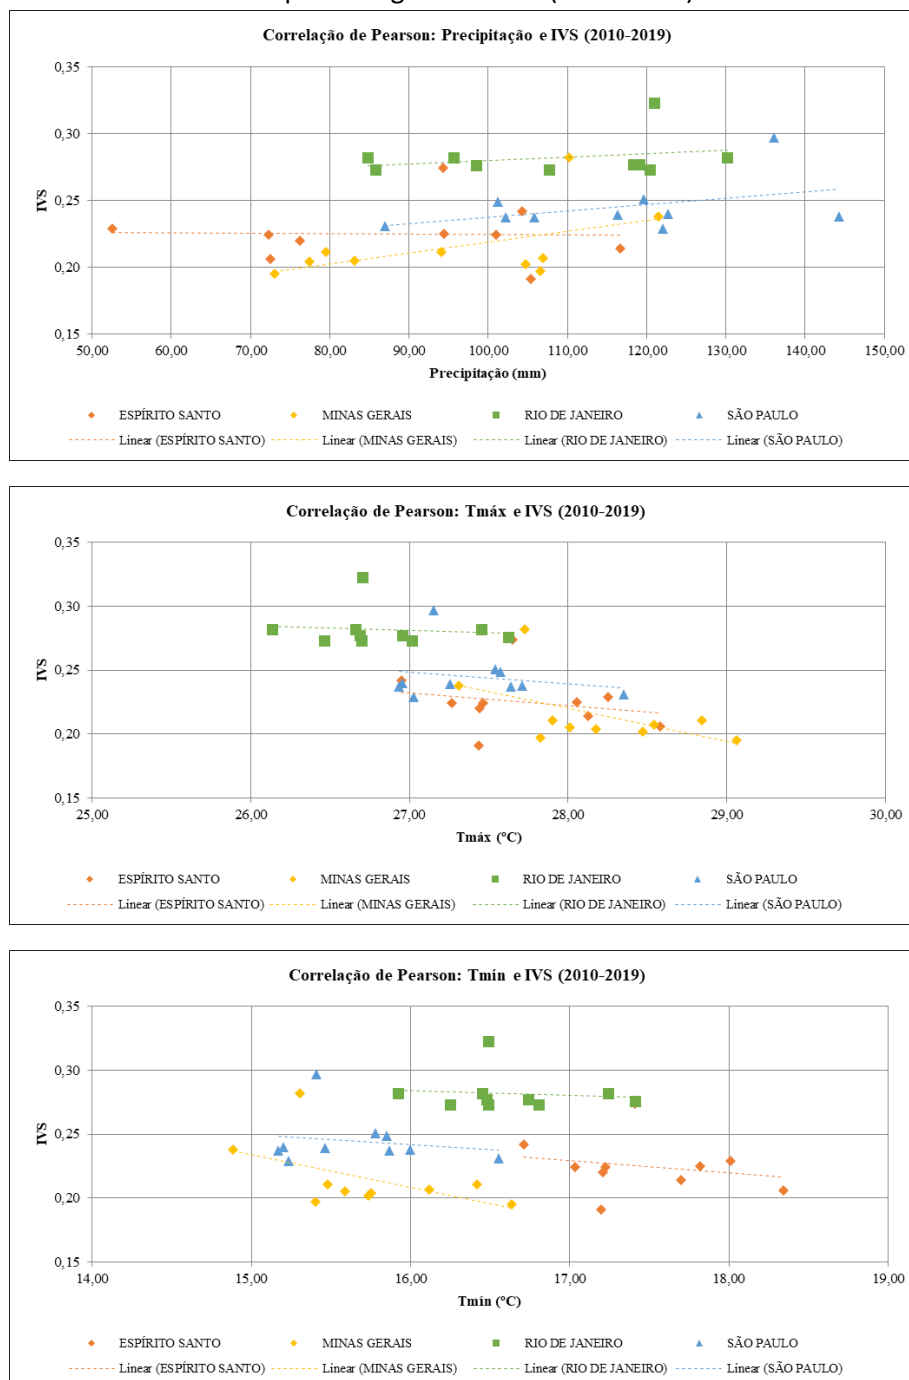 Correlação de Pearson: Precipitação e IVS (2010-2019)
0,35
0,30
0,25
0,20
0,15
IVS
50,00 60,00 70,00 80,00 90,00 100,00 110,00 120,00 130,00 140,00 150,00
Precipitação (mm)
ESPÍRITO SANTO MINAS GERAIS RIO DE JANEIRO SÃO PAULO
Linear (ESPÍRITO SANTO) Linear (MINAS GERAIS) Linear (RIO DE JANEIRO) Linear (SÃO PAULO)
Correlação de Pearson: Tmáx e IVS (2010-2019)
0,35
0,30
0,25
0,20
0,15
IVS
25,00 26,00 27,00 28,00 29,00 30,00
Tmáx (ºC)
ESPÍRITO SANTO MINAS GERAIS RIO DE JANEIRO SÃO PAULO
Linear (ESPÍRITO SANTO) Linear (MINAS GERAIS) Linear (RIO DE JANEIRO) Linear (SÃO PAULO)
Correlação de Pearson: Tmín e IVS (2010-2019)
0,35
0,30
0,25
0,20
0,15
IVS
14,00 15,00 16,00 17,00 18,00 19,00
Tmín (ºC)
ESPÍRITO SANTO MINAS GERAIS RIO DE JANEIRO SÃO PAULO
Linear (ESPÍRITO SANTO) Linear (MINAS GERAIS) Linear (RIO DE JANEIRO) Linear (SÃO PAULO)